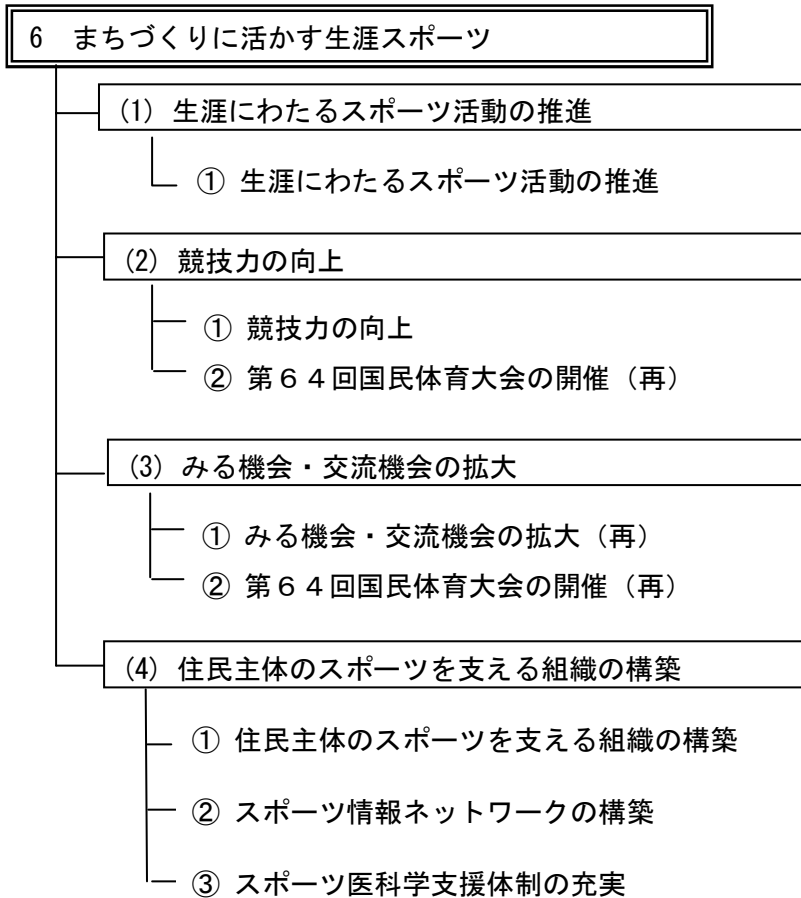 6 まちづくりに活かす生涯スポーツ
(1) 生涯にわたるスポーツ活動の推進
① 生涯にわたるスポーツ活動の推進
(2) 競技力の向上
① 競技力の向上
② 第６４回国民体育大会の開催（再）
(3) みる機会・交流機会の拡大
① みる機会・交流機会の拡大（再）
② 第６４回国民体育大会の開催（再）
(4) 住民主体のスポーツを支える組織の構築
① 住民主体のスポーツを支える組織の構築
② スポーツ情報ネットワークの構築
③ スポーツ医科学支援体制の充実